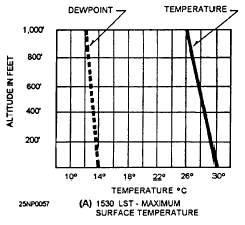 DEWPOINT
TEMPERATURE
ALTITUDE IN FEET
1,000'
800'
600'
400'
200'
10° 14° 18° 22° 26° 30°
TEMPERATURE °C
25NP0057
(A) 1530 LST - MAXIMUM
SURFACE TEMPERATURE